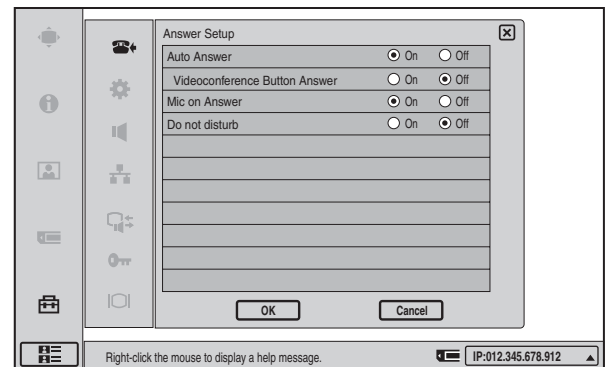 Answer Setup
Auto Answer On Off
Videoconference Button Answer On Off
Mic on Answer On Off
Do not disturb On Off
OK Cancel
Right-click the mouse to display a help message. IP:012.345.678.912